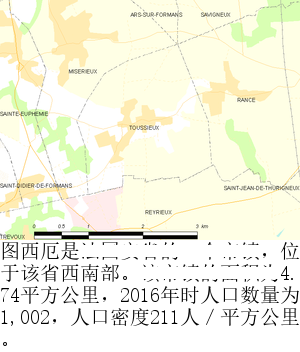 ARS-SUR-FORMANS
SAVIGNEUX
MISERIEUX
RANCE
SAINTE-EUPHEMIE
TOUSSIEUX
SAINT-DIDIER-DE-FORMANS
SAINT-JEAN-DE-THURIGNEUX
REYRIEUX
TREVOUX
0 0.5 1 2 3 km
图西厄是，位
于该省西南部。4.
74平方公里，2016年时人口数量为
1,002，人口密度211人／平方公里
。